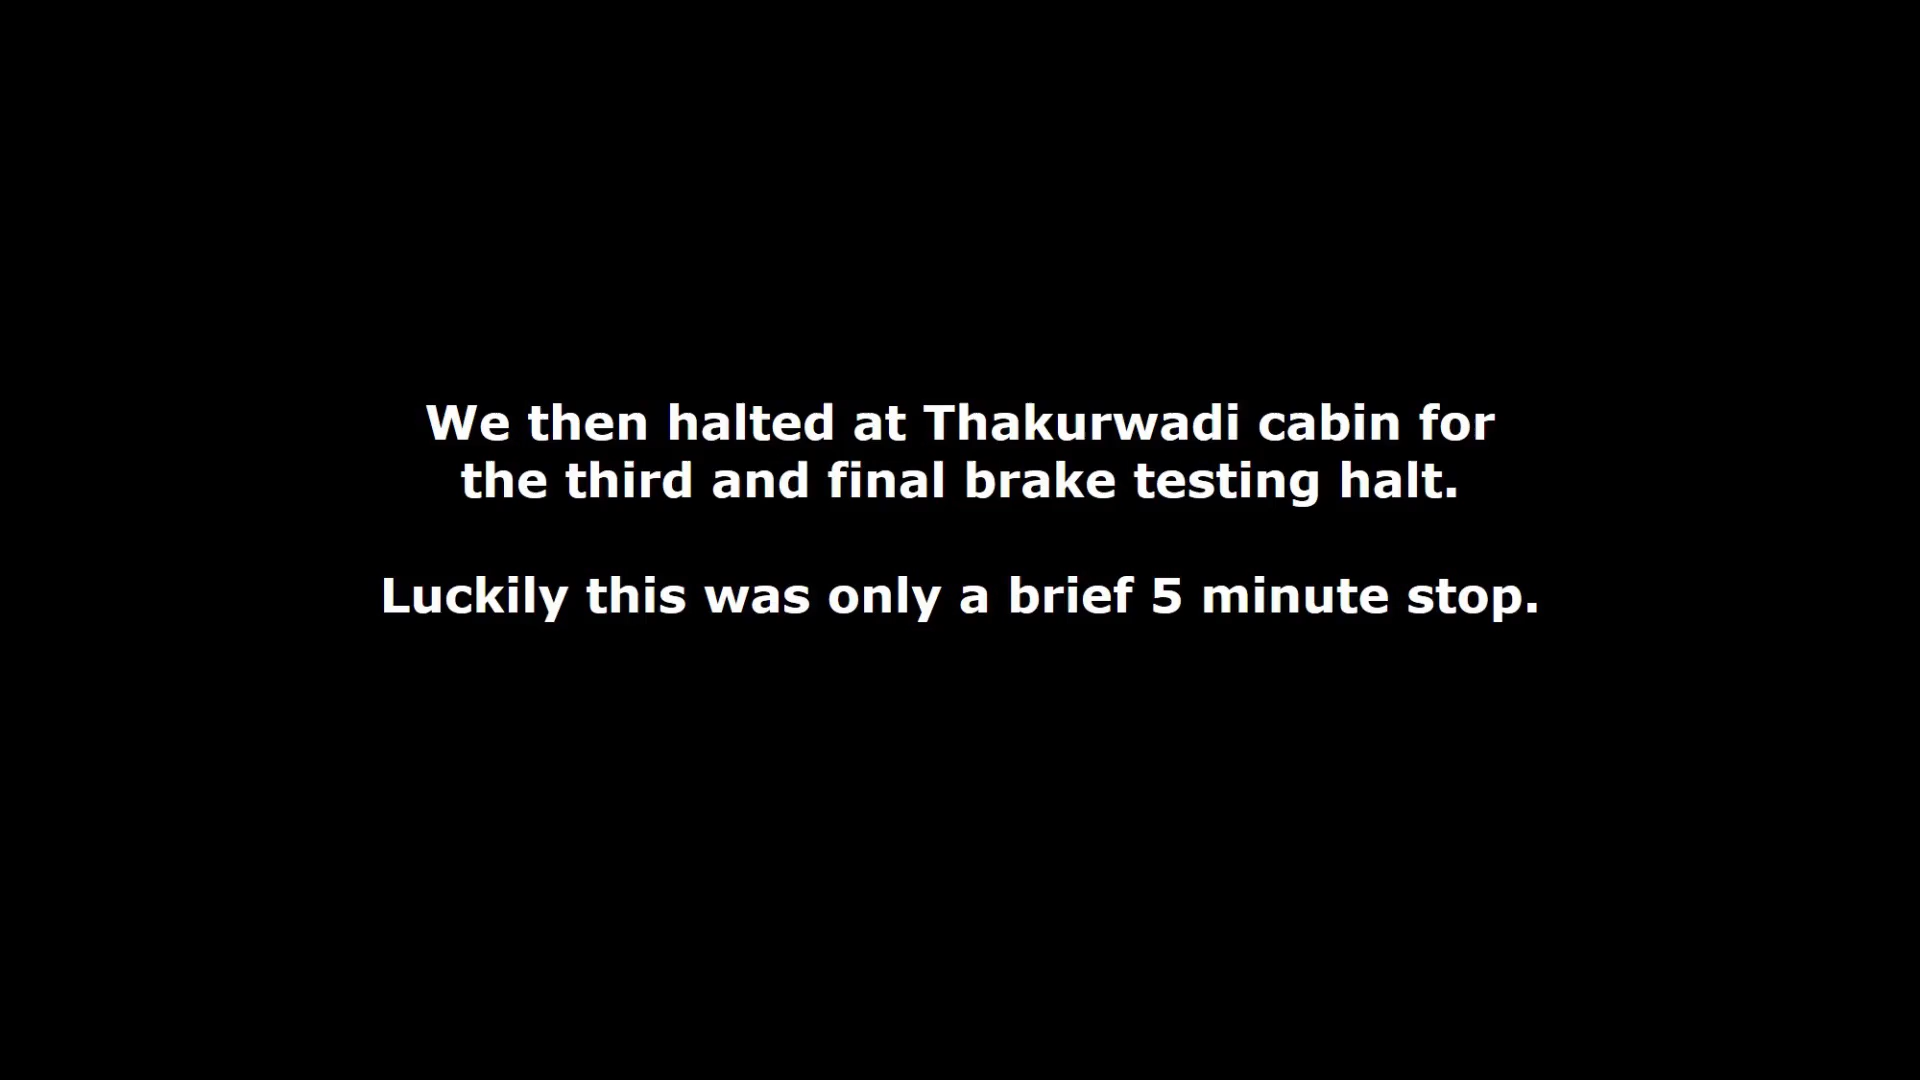 We then halted at Thakurwadi cabin for
the third and final brake testing halt.
Luckily this was only a brief 5 minute stop.